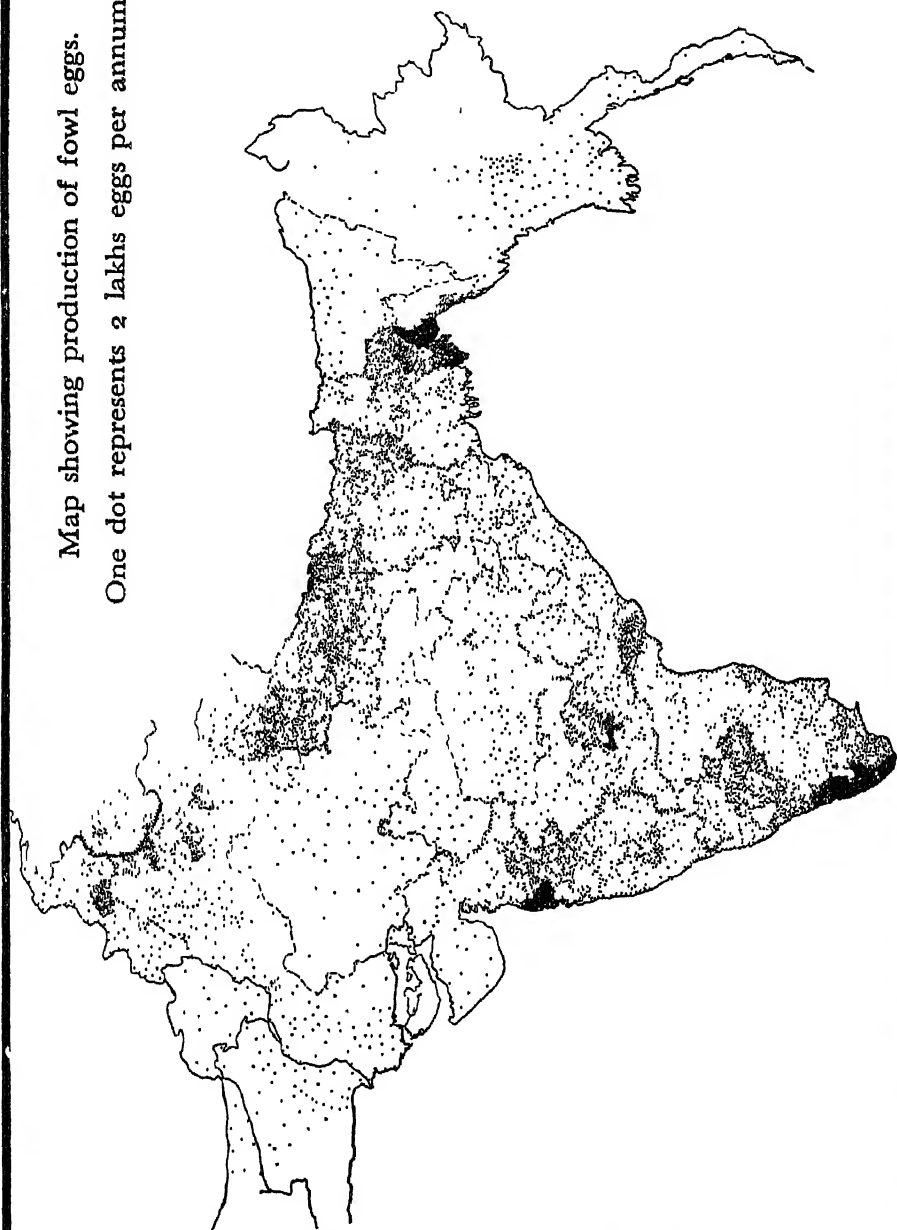 Map showing production of fowl eggs.
One dot represents 2 lakhs eggs per annum